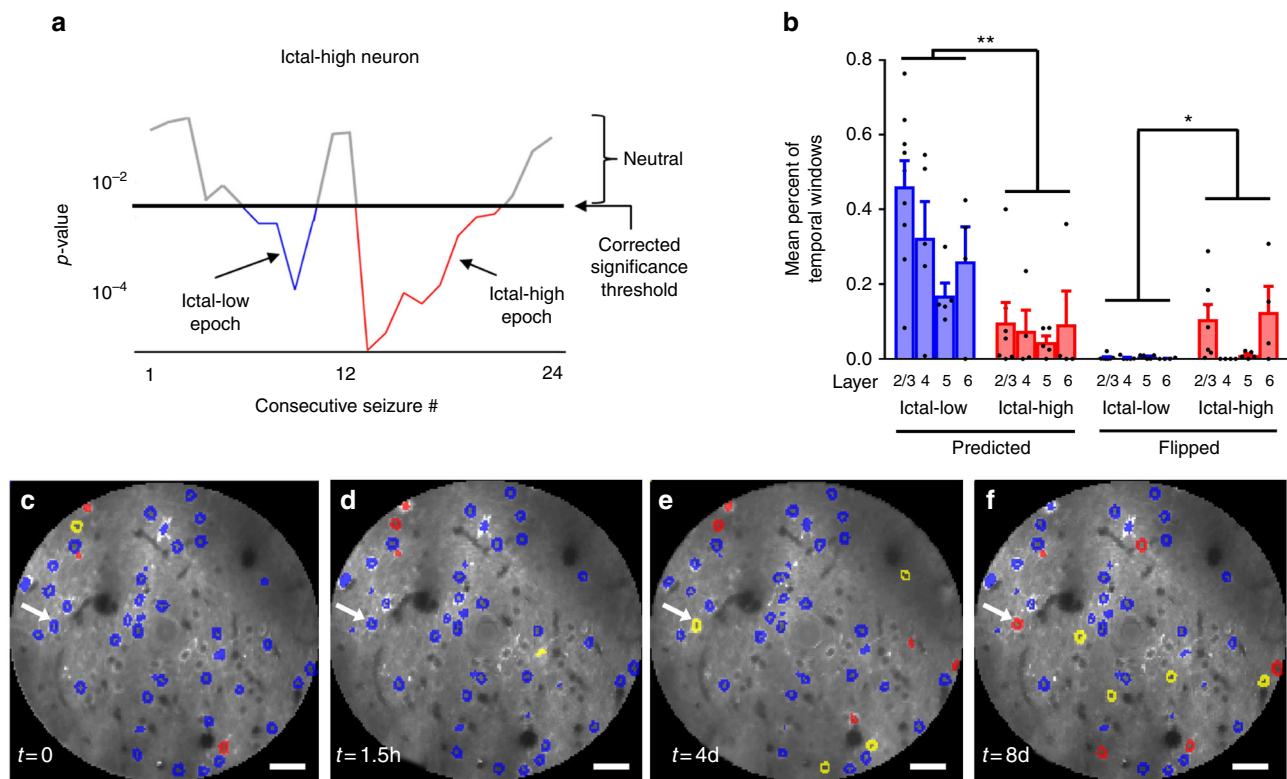 a
Ictal-high neuron
p-value
10⁻²
10⁻⁴
Neutral
Corrected
significance
threshold
Ictal-low
epoch
Ictal-high
epoch
1
12
24
Consecutive seizure #
b
**
*
Mean percent of
temporal windows
0.8
0.6
0.4
0.2
0.0
Layer 2/3 4 5 6 2/3 4 5 6 2/3 4 5 6 2/3 4 5 6
Ictal-low Ictal-high Ictal-low Ictal-high
Predicted Flipped
c
t = 0
d
t = 1.5h
e
t = 4d
f
t = 8d